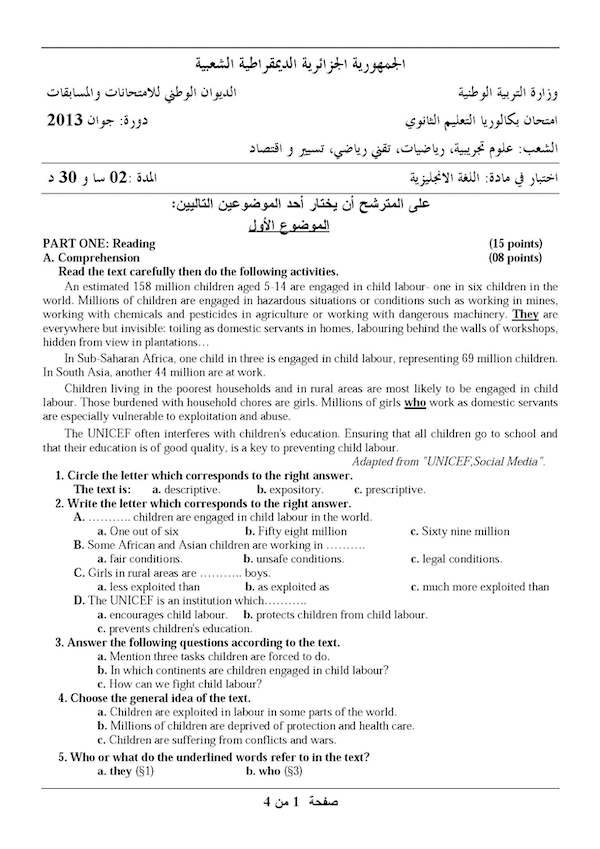 الجمهورية الجزائرية الديمقراطية الشعبية
وزارة التربية الوطنية الديوان الوطني للامتحانات والمسابقات
امتحان بكالوريا التعليم الثانوي دورة: جوان 2013
الشعب: علوم تجريبية، رياضيات، تقني رياضي، تسيير و اقتصاد
اختبار في مادة: اللغة الانجليزية المدة :02 سا و 30 د
على المترشح أن يختار أحد الموضوعين التاليين:
الموضوع الأول
PART ONE: Reading (15 points)
A. Comprehension (08 points)
Read the text carefully then do the following activities.
An estimated 158 million children aged 5-14 are engaged in child labour- one in six children in the
world. Millions of children are engaged in hazardous situations or conditions such as working in mines,
working with chemicals and pesticides in agriculture or working with dangerous machinery. They are
everywhere but invisible: toiling as domestic servants in homes, labouring behind the walls of workshops,
hidden from view in plantations…
In Sub-Saharan Africa, one child in three is engaged in child labour, representing 69 million children.
In South Asia, another 44 million are at work.
Children living in the poorest households and in rural areas are most likely to be engaged in child
labour. Those burdened with household chores are girls. Millions of girls who work as domestic servants
are especially vulnerable to exploitation and abuse.
The UNICEF often interferes with children's education. Ensuring that all children go to school and
that their education is of good quality, is a key to preventing child labour.
Adapted from "UNICEF,Social Media".
1. Circle the letter which corresponds to the right answer.
The text is: a. descriptive. b. expository. c. prescriptive.
2. Write the letter which corresponds to the right answer.
A. ……….. children are engaged in child labour in the world.
a. One out of six b. Fifty eight million c. Sixty nine million
B. Some African and Asian children are working in ……….
a. fair conditions. b. unsafe conditions. c. legal conditions.
C. Girls in rural areas are ……….. boys.
a. less exploited than b. as exploited as c. much more exploited than
D. The UNICEF is an institution which……….
a. encourages child labour. b. protects children from child labour.
c. prevents children's education.
3. Answer the following questions according to the text.
a. Mention three tasks children are forced to do.
b. In which continents are children engaged in child labour?
c. How can we fight child labour?
4. Choose the general idea of the text.
a. Children are exploited in labour in some parts of the world.
b. Millions of children are deprived of protection and health care.
c. Children are suffering from conflicts and wars.
5. Who or what do the underlined words refer to in the text?
a. they (§1) b. who (§3)
صفحة 1 من 4